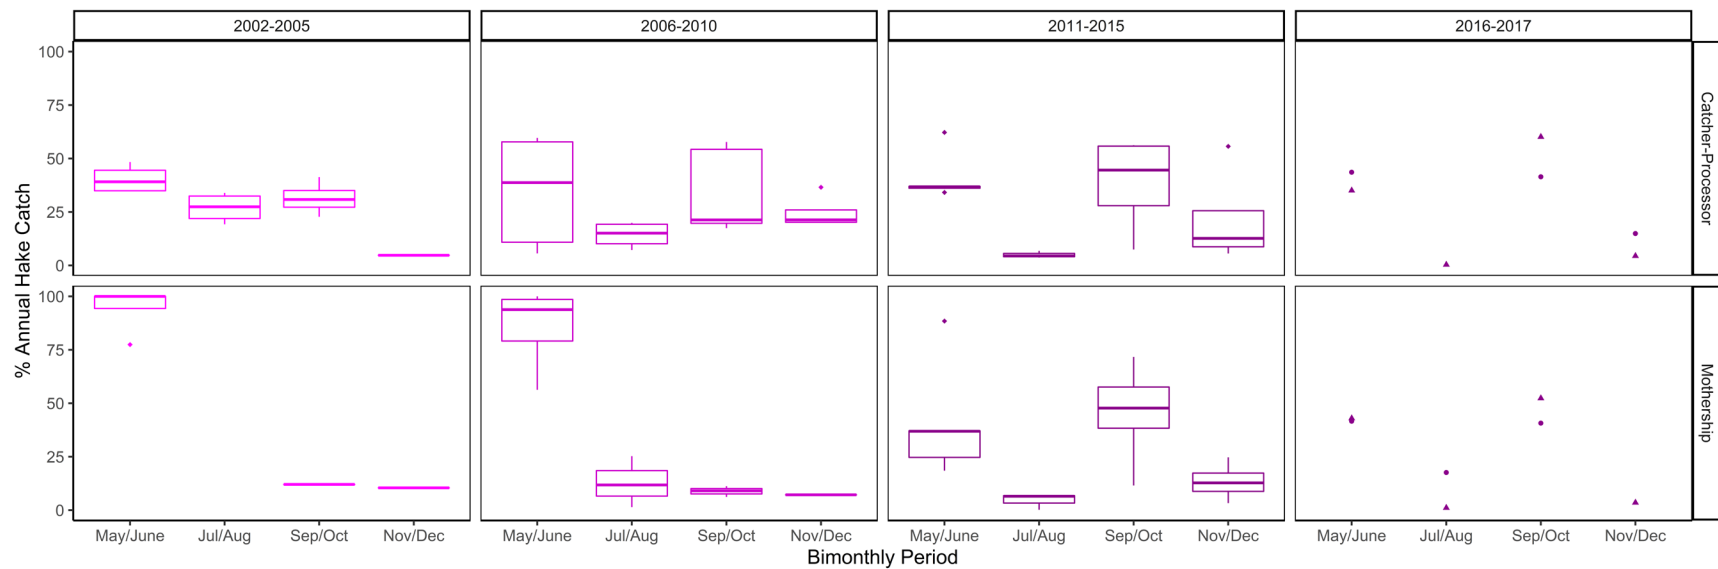 2002-2005 2006-2010 2011-2015 2016-2017
% Annual Hake Catch
100
75
50
25
0
Catcher-Processor
100
75
50
25
0
Mothership
May/June Jul/Aug Sep/Oct Nov/Dec May/June Jul/Aug Sep/Oct Nov/Dec May/June Jul/Aug Sep/Oct Nov/Dec May/June Jul/Aug Sep/Oct Nov/Dec
Bimonthly Period